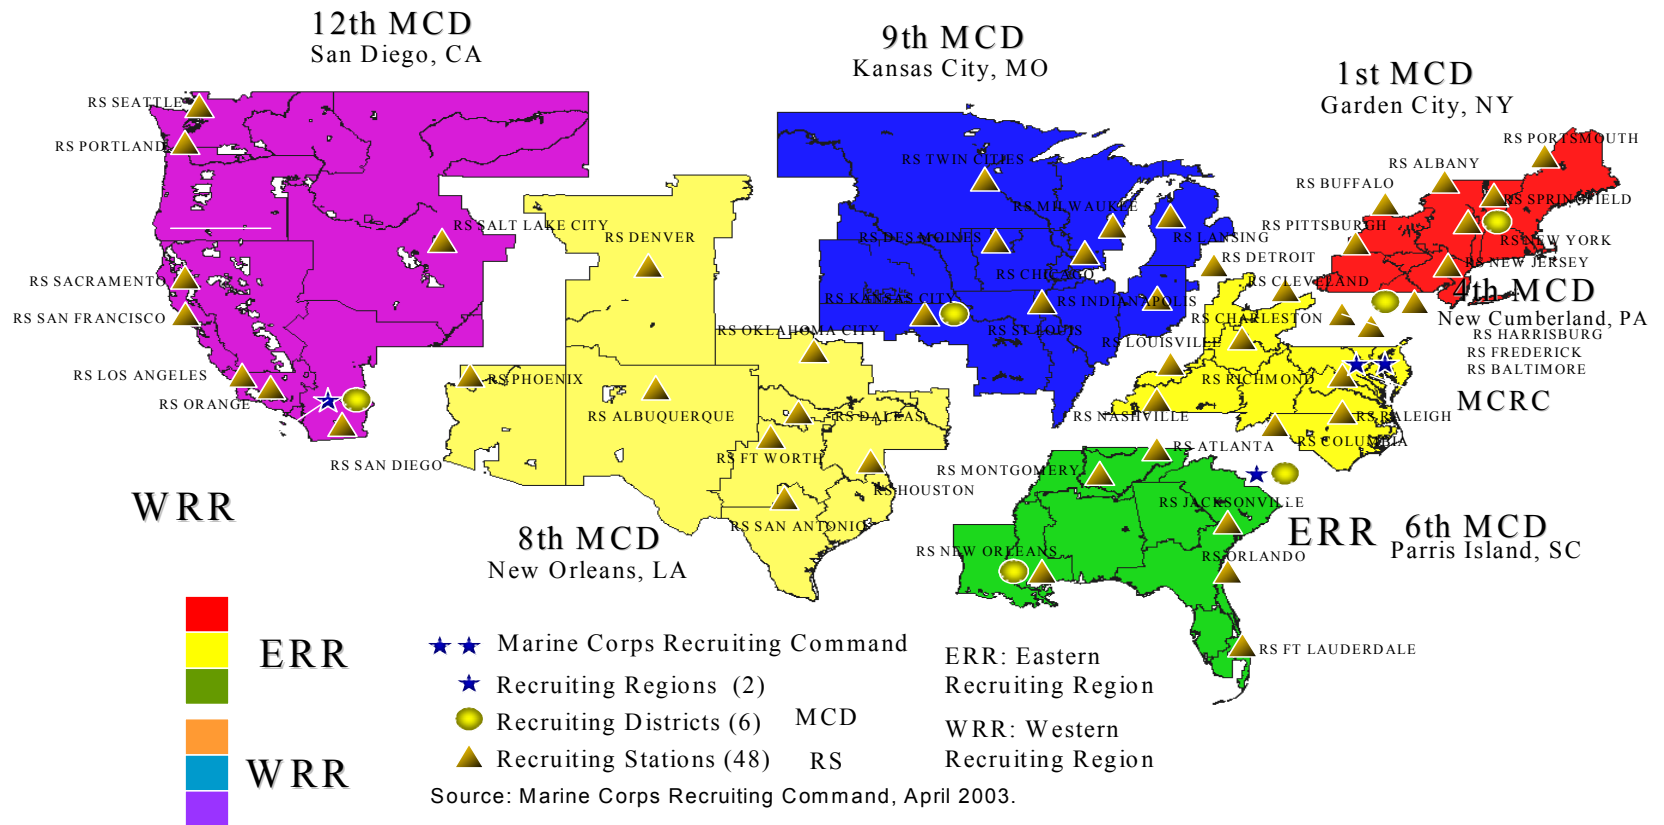 12th MCD
San Diego, CA
9th MCD
Kansas City, MO
1st MCD
Garden City, NY
RS SEATTLE
RS PORTLAND
RS SALT LAKE CITY
RS SACRAMENTO
RS SAN FRANCISCO
RS LOS ANGELES
RS ORANGE
RS SAN DIEGO
WRR
RS DENVER
RS OKLAHOMA CITY
RS PHOENIX
RS ALBUQUERQUE
RS DALLAS
RS FT WORTH
RS HOUSTON
RS SAN ANTONIO
8th MCD
New Orleans, LA
RS TWIN CITIES
RS MILWAUKEE
RS DES MOINES
RS LANSING
RS CHICAGO
RS DETROIT
RS KANSAS CITY
RS ST LOUIS
RS INDIANAPOLIS
RS PORTSMOUTH
RS ALBANY
RS BUFFALO
RS SPRINGFIELD
RS PITTSBURGH
RS NEW YORK
RS NEW JERSEY
RS CLEVELAND
4th MCD
New Cumberland, PA
RS CHARLESTON
RS HARRISBURG
RS LOUISVILLE
RS FREDERICK
RS BALTIMORE
RS RICHMOND
MCRC
RS NASHVILLE
RS RALEIGH
RS COLUMBIA
RS ATLANTA
RS MONTGOMERY
RS JACKSONVILLE
ERR
6th MCD
Parris Island, SC
RS NEW ORLEANS
RS ORLANDO
RS FT LAUDERDALE
ERR
WRR
Marine Corps Recruiting Command
Recruiting Regions (2)
Recruiting Districts (6) MCD
Recruiting Stations (48) RS
ERR: Eastern
Recruiting Region
WRR: Western
Recruiting Region
Source: Marine Corps Recruiting Command, April 2003.